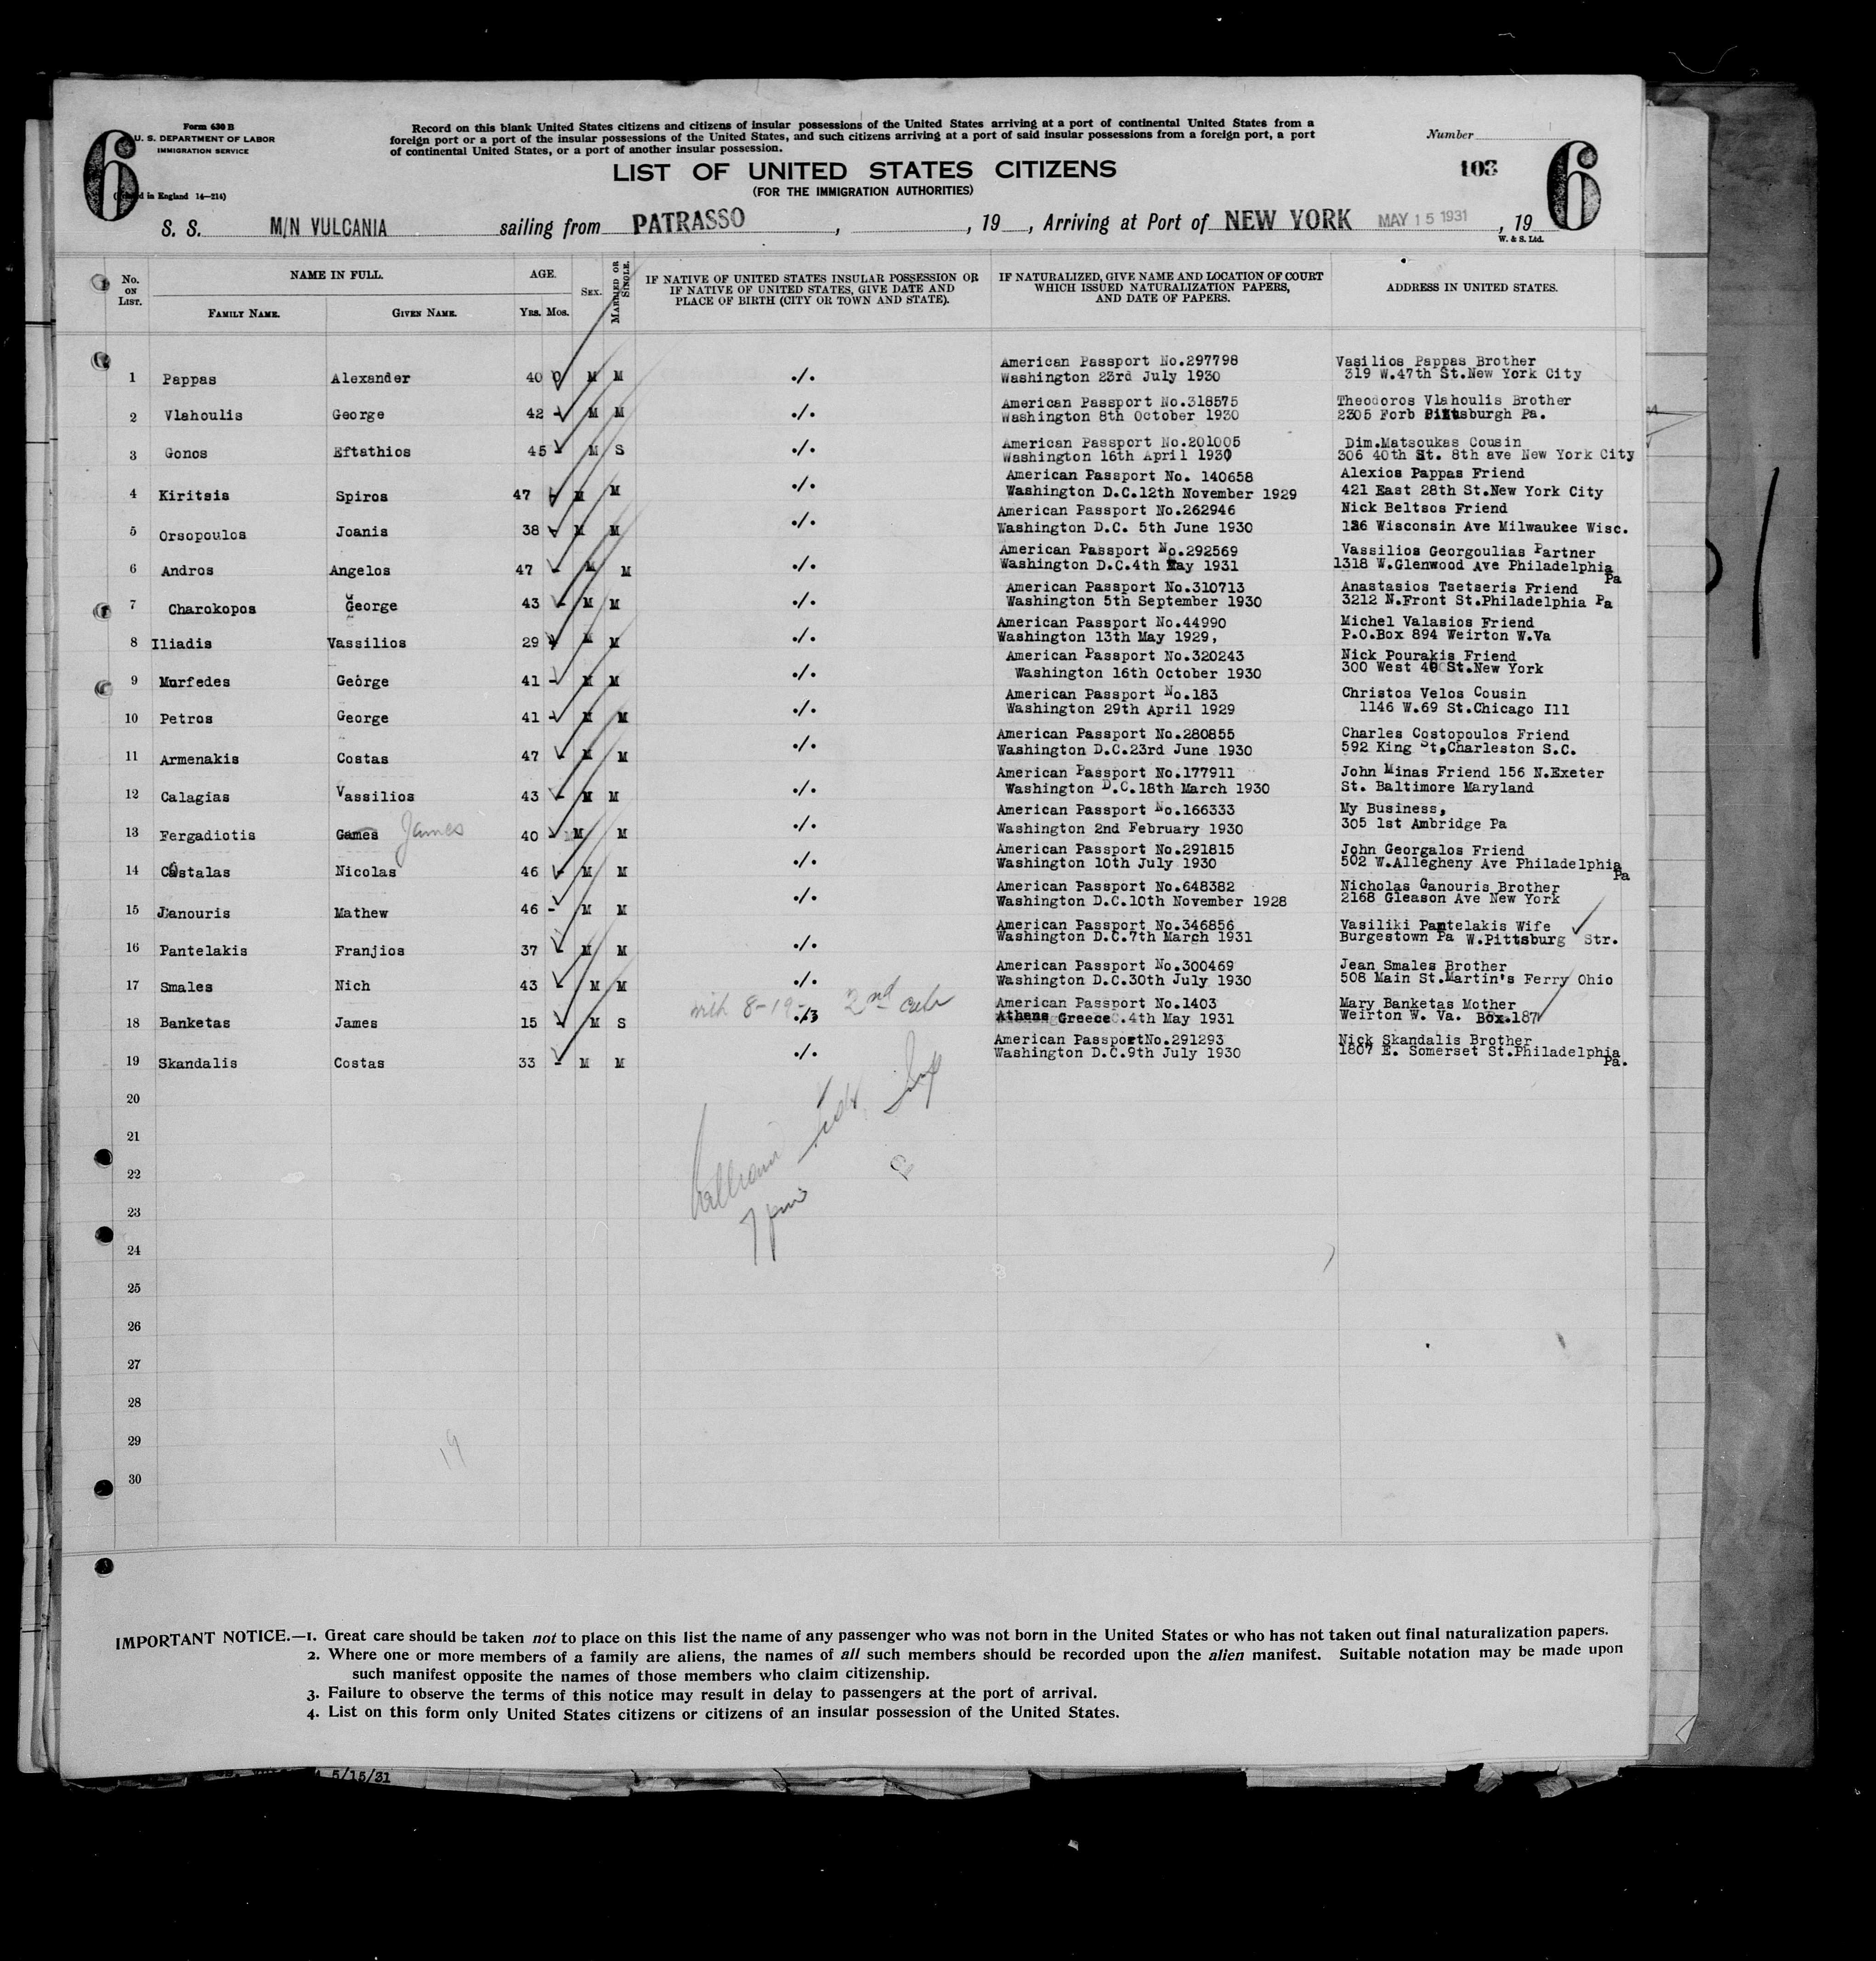 6
Form 630 B
U. S. DEPARTMENT OF LABOR
IMMIGRATION SERVICE
in England 14—214)
Record on this blank United States citizens and citizens of insular possessions of the United States arriving at a port of continental United States from a
foreign port or a port of the insular possessions of the United States, and such citizens arriving at a port of said insular possessions from a foreign port, a port
of continental United States, or a port of another insular possession.
LIST OF UNITED STATES CITIZENS
(FOR THE IMMIGRATION AUTHORITIES)
Number
103
6
S. S. M/N VULCANIA sailing from PATRASSO , , 19 , Arriving at Port of NEW YORK MAY 15 1931 , 19
W. & S. Ltd.
No. ON LIST.
NAME IN FULL.
FAMILY NAME. GIVEN NAME.
AGE.
YRS. MOS.
SEX.
MARRIED OR SINGLE.
IF NATIVE OF UNITED STATES INSULAR POSSESSION OR
IF NATIVE OF UNITED STATES, GIVE DATE AND
PLACE OF BIRTH (CITY OR TOWN AND STATE).
IF NATURALIZED, GIVE NAME AND LOCATION OF COURT
WHICH ISSUED NATURALIZATION PAPERS,
AND DATE OF PAPERS.
ADDRESS IN UNITED STATES.
American Passport No.297798 Vasilios Pappas Brother
1 Pappas Alexander 40 M M ./. Washington 23rd July 1930 319 W.47th St.New York City
American Passport No.318575 Theodoros Vlahoulis Brother
2 Vlahoulis George 42 - M M ./. Washington 8th October 1930 2305 Forb Pittsburgh Pa.
American Passport No.201005 Dim.Matsoukas Cousin
3 Gonos Eftathios 45 - M S ./. Washington 16th April 1930 306 40th St. 8th ave New York City
American Passport No. 140658 Alexios Pappas Friend
4 Kiritsis Spiros 47 - M M ./. Washington D.C.12th November 1929 421 East 28th St.New York City
American Passport No.262946 Nick Beltsos Friend
5 Orsopoulos Joanis 38 - M M ./. Washington D.C. 5th June 1930 126 Wisconsin Ave Milwaukee Wisc.
American Passport No.292569 Vassilios Georgoulias Partner
6 Andros Angelos 47 - M M ./. Washington D.C.4th May 1931 1318 W.Glenwood Ave Philadelphia
Pa
American Passport No.310713 Anastasios Tsetseris Friend
7 Charokopos George 43 - M M ./. Washington 5th September 1930 3212 N.Front St.Philadelphia Pa
American Passport No.44990 Michel Valasios Friend
8 Iliadis Vassilios 29 - M M ./. Washington 13th May 1929, P.O.Box 894 Weirton W.Va
American Passport No.320243 Nick Pourakis Friend
9 Murfedes George 41 - M M ./. Washington 16th October 1930 300 West 40 St.New York
American Passport No.183 Christos Velos Cousin
10 Petros George 41 - M M ./. Washington 29th April 1929 1146 W.69 St.Chicago Ill
American Passport No.280855 Charles Costopoulos Friend
11 Armenakis Costas 47 - M M ./. Washington D.C.23rd June 1930 592 King St,Charleston S.C.
American Passport No.177911 John Minas Friend 156 N.Exeter
12 Calagias Vassilios 43 - M M ./. Washington D.C.18th March 1930 St. Baltimore Maryland
American Passport No.166333 My Business,
13 Fergadiotis Games James 40 - M M ./. Washington 2nd February 1930 305 1st Ambridge Pa
American Passport No.291815 John Georgalos Friend
14 Costalas Nicolas 46 - M M ./. Washington 10th July 1930 502 W.Allegheny Ave Philadelphia
Pa
American Passport No.648382 Nicholas Ganouris Brother
15 Janouris Mathew 46 - M M ./. Washington D.C.10th November 1928 2168 Gleason Ave New York
American Passport No.346856 Vasiliki Pantelakis Wife
16 Pantelakis Franjios 37 - M M ./. Washington D.C.7th March 1931 Burgestown Pa W.Pittsburg Str.
American Passport No.300469 Jean Smales Brother
17 Smales Nich 43 - M M ./. Washington D.C.30th July 1930 508 Main St.Martin's Ferry Ohio
8-19- 2nd
American Passport No.1403 Mary Banketas Mother
18 Banketas James 15 - M S Athens Greece .4th May 1931 Weirton W. Va. Box.187
American PassportNo.291293 Nick Skandalis Brother
19 Skandalis Costas 33 - M M ./. Washington D.C.9th July 1930 1807 E. Somerset St.Philadelphia
Pa.
20
21
22
23
24
25
26
27
28
29
30
19
IMPORTANT NOTICE.—1. Great care should be taken not to place on this list the name of any passenger who was not born in the United States or who has not taken out final naturalization papers.
2. Where one or more members of a family are aliens, the names of all such members should be recorded upon the alien manifest. Suitable notation may be made upon
such manifest opposite the names of those members who claim citizenship.
3. Failure to observe the terms of this notice may result in delay to passengers at the port of arrival.
4. List on this form only United States citizens or citizens of an insular possession of the United States.
5/15/31